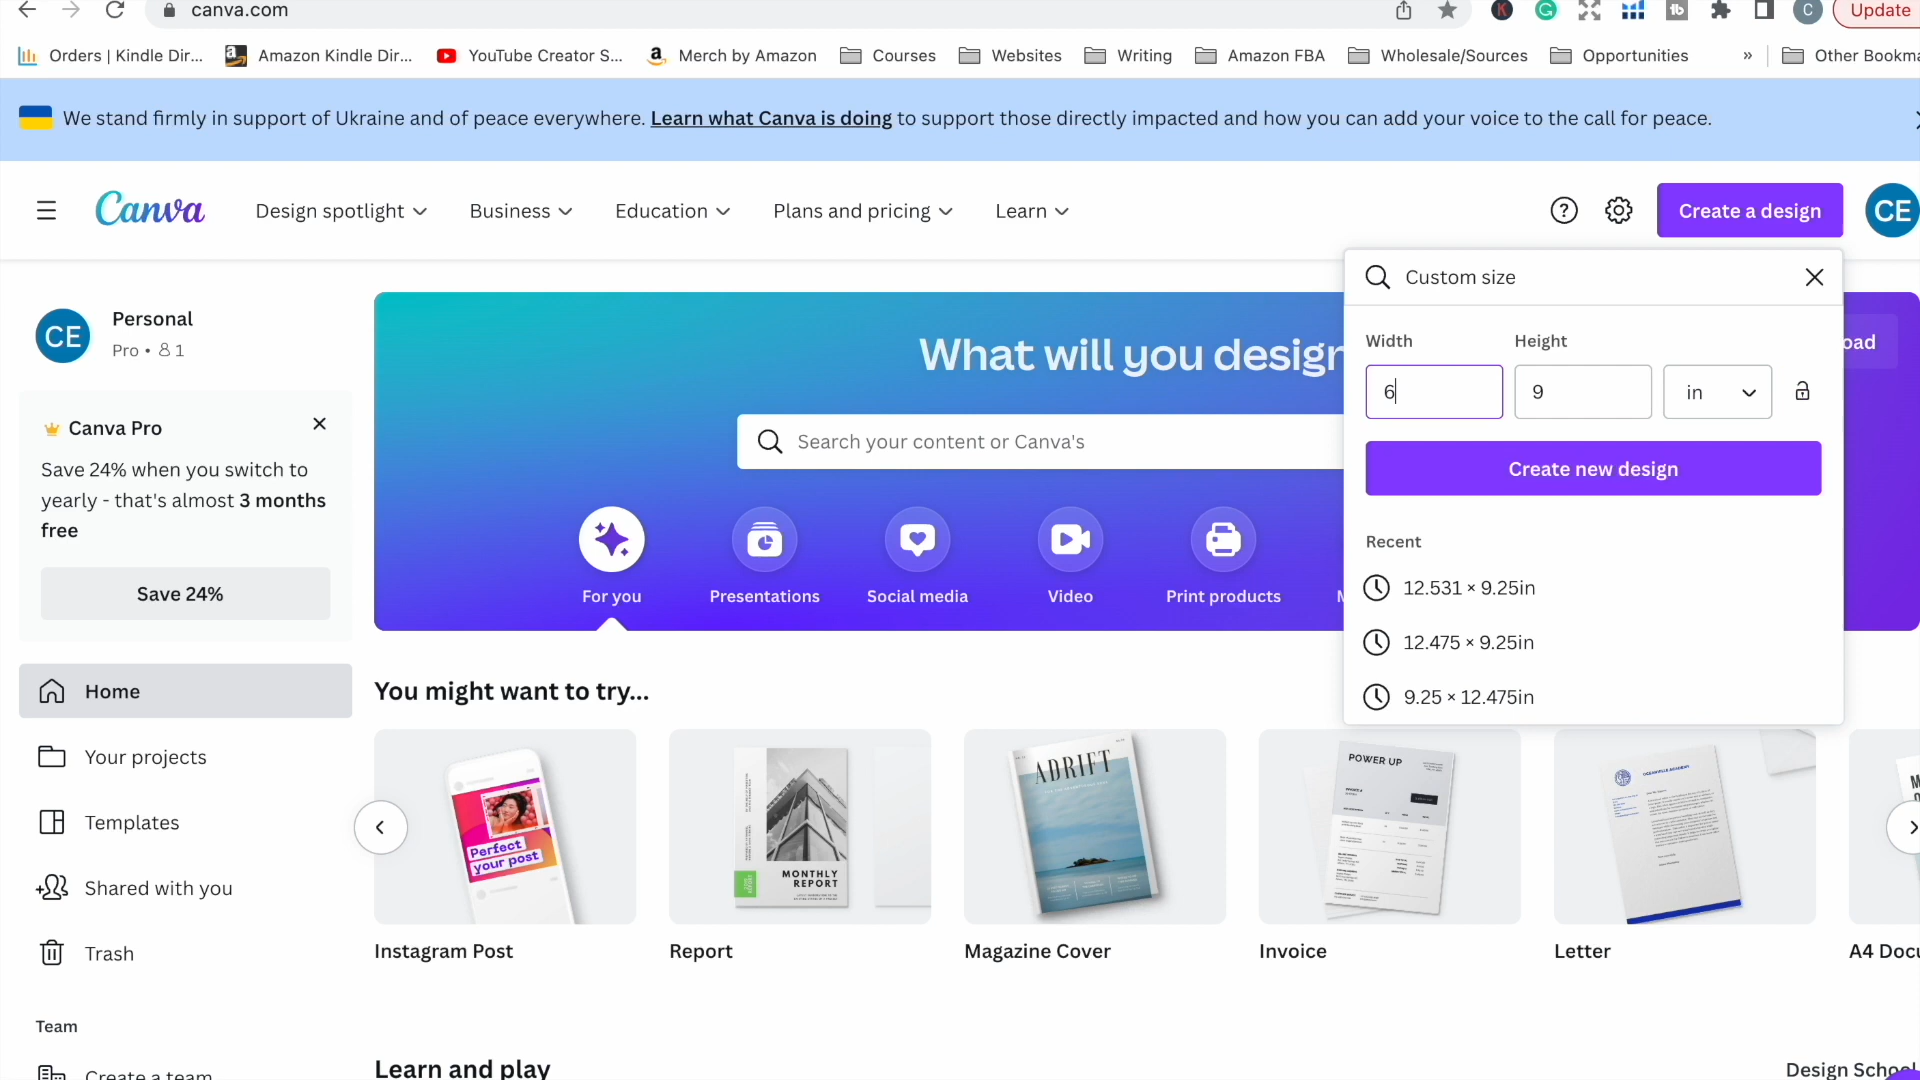 canva.com
C
Update
Orders | Kindle Dir...
Amazon Kindle Dir...
YouTube Creator S...
Merch by Amazon
Courses
Websites
Writing
Amazon FBA
Wholesale/Sources
Opportunities
»
Other Bookma
We stand firmly in support of Ukraine and of peace everywhere. Learn what Canva is doing to support those directly impacted and how you can add your voice to the call for peace.
Canva
Design spotlight
Business
Education
Plans and pricing
Learn
Create a design
CE
Custom size
Width
Height
6
9
in
Create new design
Recent
12.531 × 9.25in
12.475 × 9.25in
9.25 × 12.475in
CE
Personal
Pro • 1
Canva Pro
Save 24% when you switch to
yearly - that's almost 3 months
free
Save 24%
Home
Your projects
Templates
Shared with you
Trash
Team
Create a team
What will you design
oad
Search your content or Canva's
For you
Presentations
Social media
Video
Print products
You might want to try...
Perfect
your post
MONTHLY
REPORT
ADRIFT
POWER UP
Instagram Post
Report
Magazine Cover
Invoice
Letter
A4 Docu
Learn and play
Design School